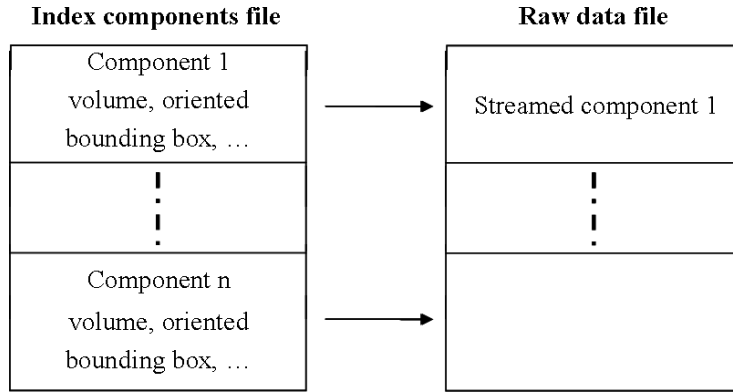 Index components file
Raw data file
Component 1
volume, oriented
bounding box, …
Streamed component 1
Component n
volume, oriented
bounding box, …